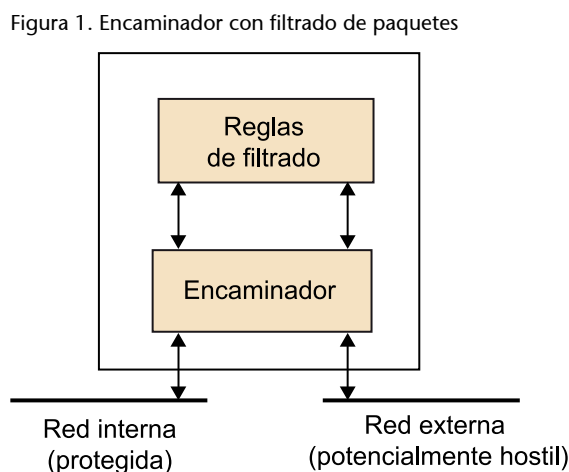 Figura 1. Encaminador con filtrado de paquetes
Reglas
de filtrado
Encaminador
Red interna
(protegida)
Red externa
(potencialmente hostil)